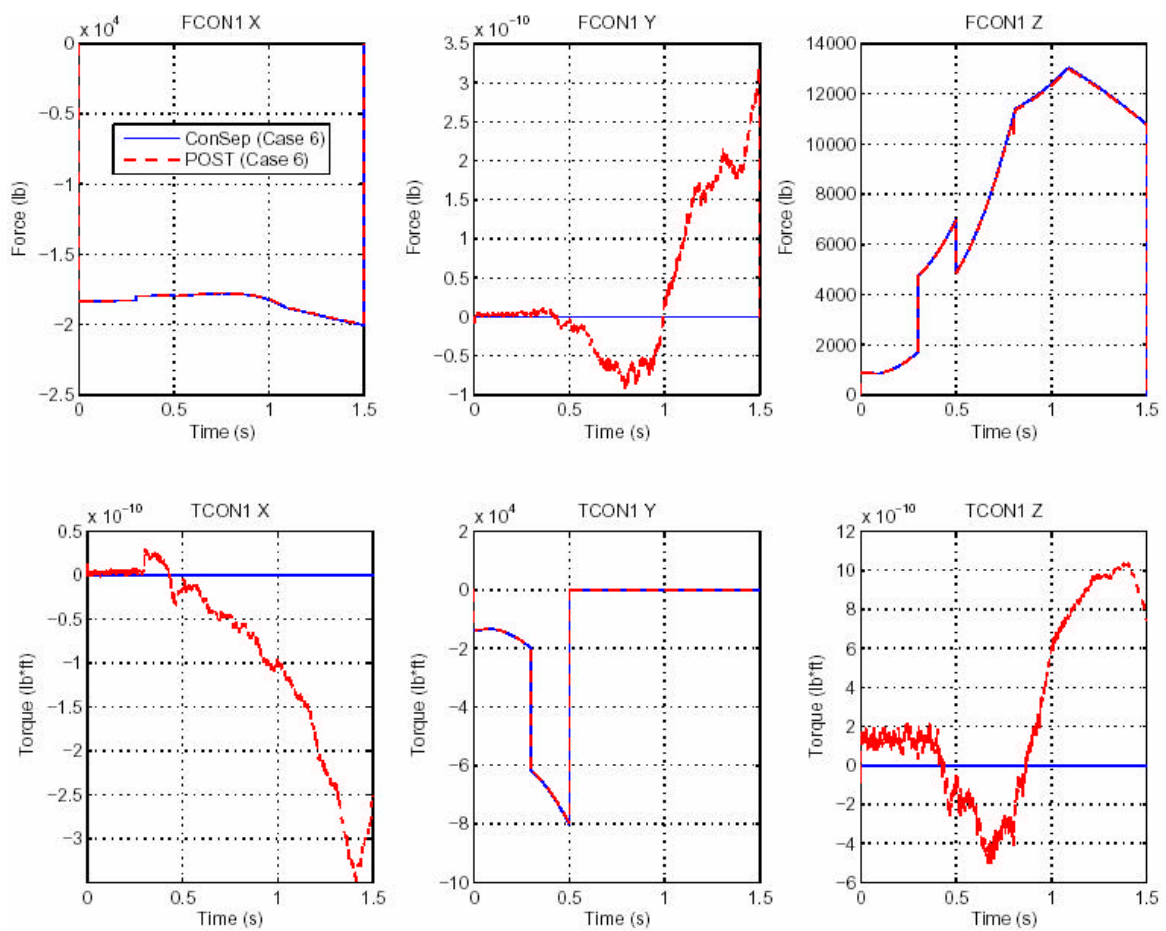 FCON1 X
x 10⁴
0
−0.5
−1
−1.5
−2
−2.5
Force (lb)
0 0.5 1 1.5
Time (s)
ConSep (Case 6)
POST (Case 6)
FCON1 Y
x 10⁻¹⁰
3.5
3
2.5
2
1.5
1
0.5
0
−0.5
−1
Force (lb)
0 0.5 1 1.5
Time (s)
FCON1 Z
14000
12000
10000
8000
6000
4000
2000
0
Force (lb)
0 0.5 1 1.5
Time (s)
TCON1 X
x 10⁻¹⁰
0.5
0
−0.5
−1
−1.5
−2
−2.5
−3
Torque (lb*ft)
0 0.5 1 1.5
Time (s)
TCON1 Y
x 10⁴
2
0
−2
−4
−6
−8
−10
Torque (lb*ft)
0 0.5 1 1.5
Time (s)
TCON1 Z
x 10⁻¹⁰
12
10
8
6
4
2
0
−2
−4
−6
Torque (lb*ft)
0 0.5 1 1.5
Time (s)